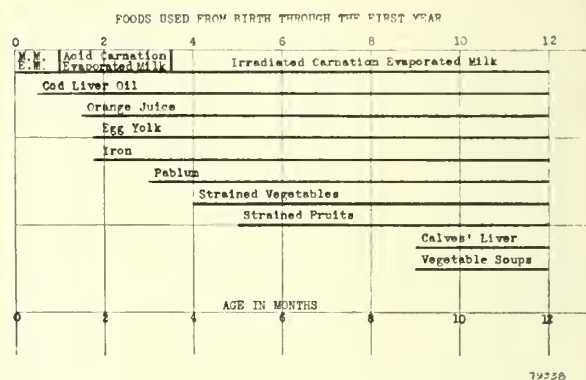 FOODS USED FROM BIRTH THROUGH THE FIRST YEAR
0 2 4 6 8 10 12
M.M. Acid Carnation
E.M. Evaporated Milk Irradiated Carnation Evaporated Milk
Cod Liver Oil
Orange Juice
Egg Yolk
Iron
Pablum
Strained Vegetables
Strained Fruits
Calves' Liver
Vegetable Soups
AGE IN MONTHS
0 2 4 6 8 10 12
79338